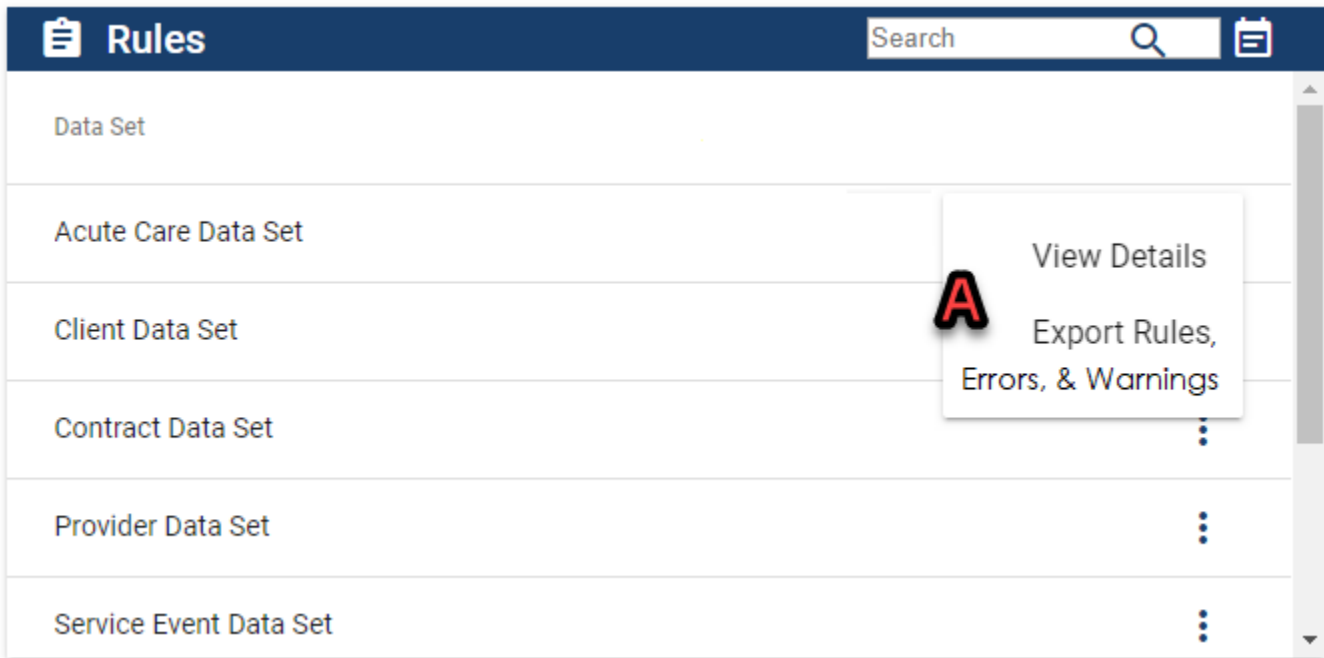 Rules
Search
Data Set
Acute Care Data Set
View Details
A
Client Data Set
Export Rules,
Errors, & Warnings
Contract Data Set
Provider Data Set
Service Event Data Set